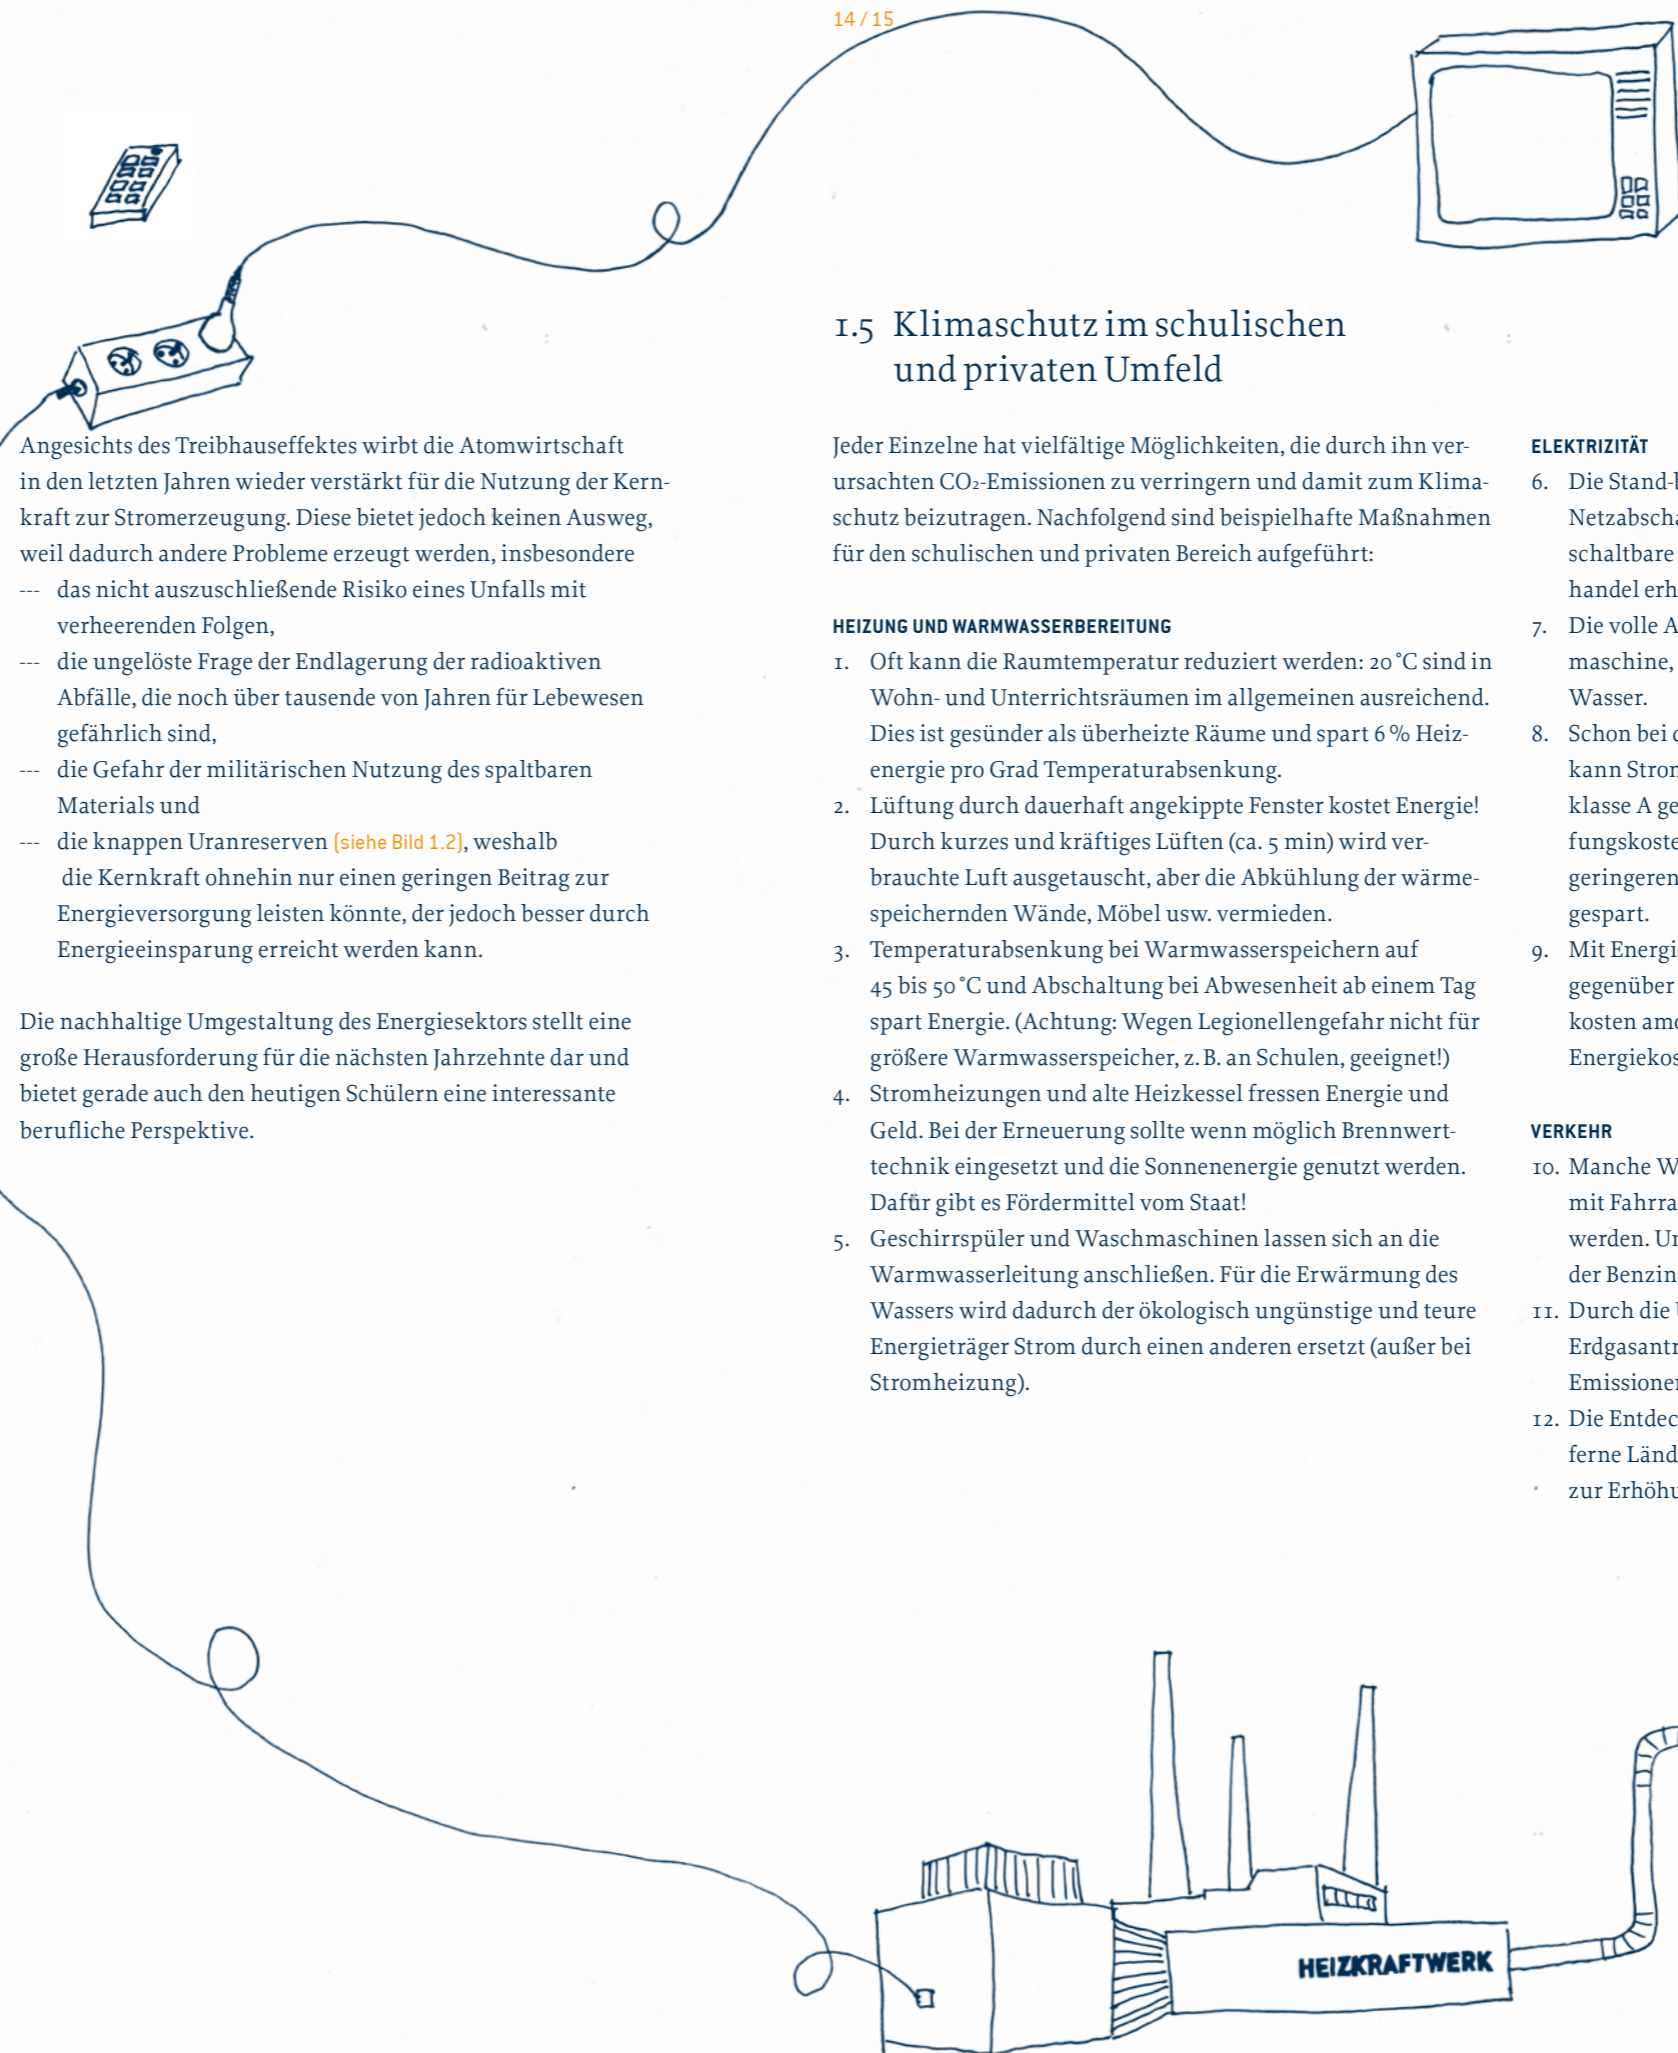 14 / 15
Angesichts des Treibhauseffektes wirbt die Atomwirtschaft
in den letzten Jahren wieder verstärkt für die Nutzung der Kern-
kraft zur Stromerzeugung. Diese bietet jedoch keinen Ausweg,
weil dadurch andere Probleme erzeugt werden, insbesondere
--- das nicht auszuschließende Risiko eines Unfalls mit
verheerenden Folgen,
--- die ungelöste Frage der Endlagerung der radioaktiven
Abfälle, die noch über tausende von Jahren für Lebewesen
gefährlich sind,
--- die Gefahr der militärischen Nutzung des spaltbaren
Materials und
--- die knappen Uranreserven (siehe Bild 1.2), weshalb
die Kernkraft ohnehin nur einen geringen Beitrag zur
Energieversorgung leisten könnte, der jedoch besser durch
Energieeinsparung erreicht werden kann.
Die nachhaltige Umgestaltung des Energiesektors stellt eine
große Herausforderung für die nächsten Jahrzehnte dar und
bietet gerade auch den heutigen Schülern eine interessante
berufliche Perspektive.
1.5 Klimaschutz im schulischen
und privaten Umfeld
Jeder Einzelne hat vielfältige Möglichkeiten, die durch ihn ver-
ursachten CO₂-Emissionen zu verringern und damit zum Klima-
schutz beizutragen. Nachfolgend sind beispielhafte Maßnahmen
für den schulischen und privaten Bereich aufgeführt:
HEIZUNG UND WARMWASSERBEREITUNG
1. Oft kann die Raumtemperatur reduziert werden: 20 °C sind in
Wohn- und Unterrichtsräumen im allgemeinen ausreichend.
Dies ist gesünder als überheizte Räume und spart 6 % Heiz-
energie pro Grad Temperaturabsenkung.
2. Lüftung durch dauerhaft angekippte Fenster kostet Energie!
Durch kurzes und kräftiges Lüften (ca. 5 min) wird ver-
brauchte Luft ausgetauscht, aber die Abkühlung der wärme-
speichernden Wände, Möbel usw. vermieden.
3. Temperaturabsenkung bei Warmwasserspeichern auf
45 bis 50 °C und Abschaltung bei Abwesenheit ab einem Tag
spart Energie. (Achtung: Wegen Legionellengefahr nicht für
größere Warmwasserspeicher, z. B. an Schulen, geeignet!)
4. Stromheizungen und alte Heizkessel fressen Energie und
Geld. Bei der Erneuerung sollte wenn möglich Brennwert-
technik eingesetzt und die Sonnenenergie genutzt werden.
Dafür gibt es Fördermittel vom Staat!
5. Geschirrspüler und Waschmaschinen lassen sich an die
Warmwasserleitung anschließen. Für die Erwärmung des
Wassers wird dadurch der ökologisch ungünstige und teure
Energieträger Strom durch einen anderen ersetzt (außer bei
Stromheizung).
ELEKTRIZITÄT
6. Die Stand-
Netzabscha
schaltbare
handel erh
7. Die volle A
maschine,
Wasser.
8. Schon bei
kann Stro
klasse A ge
fungskoste
geringeren
gespart.
9. Mit Energi
gegenüber
kosten amo
Energiekos
VERKEHR
10. Manche W
mit Fahrra
werden. Un
der Benzin
11. Durch die
Erdgasantr
Emissione
12. Die Entdec
ferne Länd
zur Erhöhu
HEIZKRAFTWERK